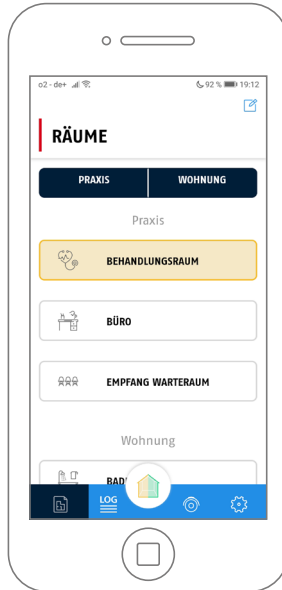 o2 - de+ 92 % 19:12
RÄUME
PRAXIS WOHNUNG
Praxis
BEHANDLUNGSRAUM
BÜRO
EMPFANG WARTERAUM
Wohnung
LOG